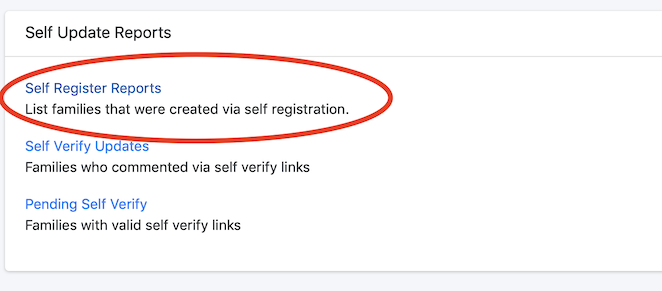 Self Update Reports
Self Register Reports
List families that were created via self registration.
Self Verify Updates
Families who commented via self verify links
Pending Self Verify
Families with valid self verify links